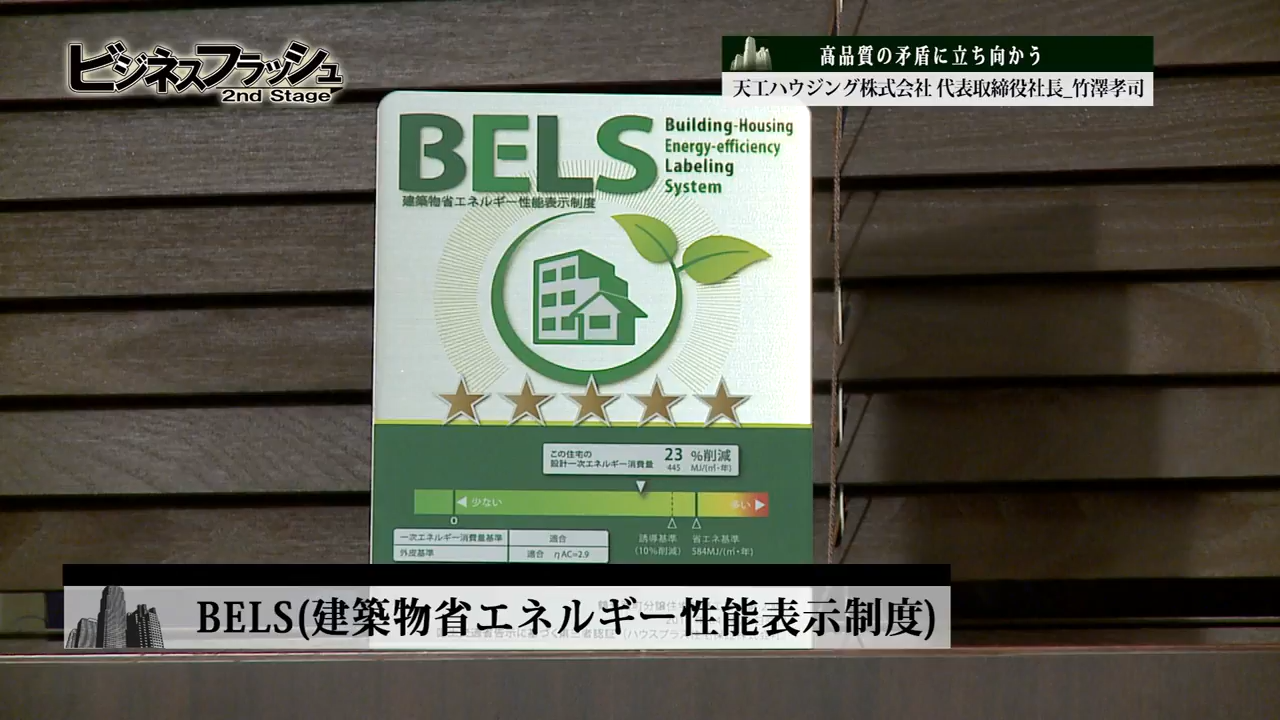 ビジネスフラッシュ
2nd Stage
高品質の矛盾に立ち向かう
天工ハウジング株式会社 代表取締役社長_竹澤孝司
BELS
Building-Housing
Energy-efficiency
Labeling
System
建築物省エネルギー性能表示制度
この住宅の
設計一次エネルギー消費量
23 %削減
445 MJ/(㎡・年)
◀ 少ない
多い ▶
0
誘導基準
(10%削減)
省エネ基準
584MJ/(㎡・年)
一次エネルギー消費量基準 適合
外皮基準 適合 ηAC=2.9
BELS(建築物省エネルギー性能表示制度)